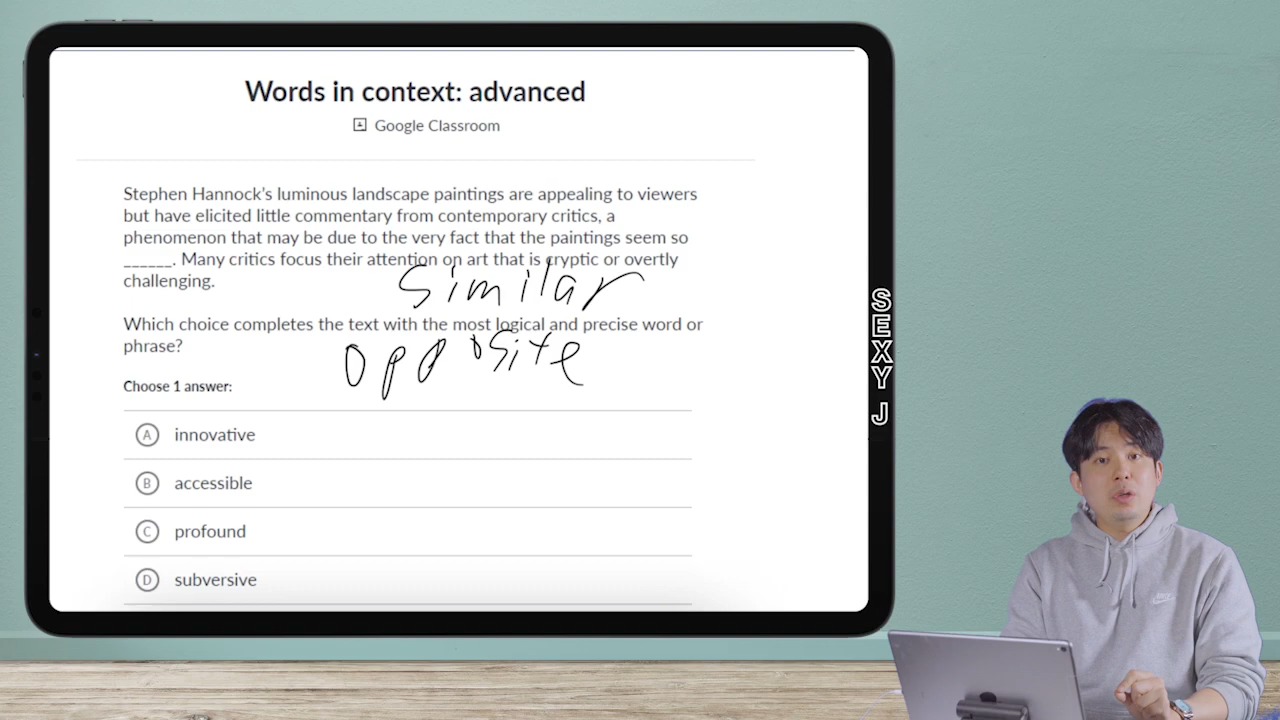 Words in context: advanced
Google Classroom
Stephen Hannock's luminous landscape paintings are appealing to viewers
but have elicited little commentary from contemporary critics, a
phenomenon that may be due to the very fact that the paintings seem so
______. Many critics focus their attention on art that is cryptic or overtly
challenging.
similar
Which choice completes the text with the most logical and precise word or
phrase?
opposite
Choose 1 answer:
A innovative
B accessible
C profound
D subversive
SEXY J